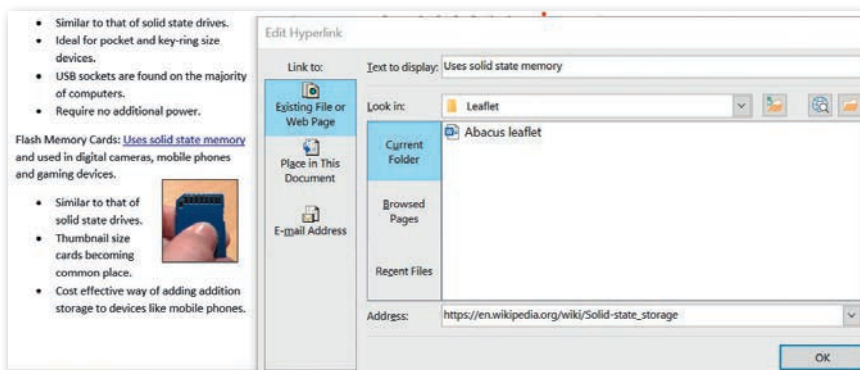 • Similar to that of solid state drives.
• Ideal for pocket and key-ring size
devices.
• USB sockets are found on the majority
of computers.
• Require no additional power.
Flash Memory Cards: Uses solid state memory
and used in digital cameras, mobile phones
and gaming devices.
• Similar to that of
solid state drives.
• Thumbnail size
cards becoming
common place.
• Cost effective way of adding addition
storage to devices like mobile phones.
Edit Hyperlink
Link to:
Text to display: Uses solid state memory
Existing File or
Web Page
Look in: Leaflet
Current
Folder
Abacus leaflet
Place in This
Document
Browsed
Pages
E-mail Address
Recent Files
Address: https://en.wikipedia.org/wiki/Solid-state_storage
OK